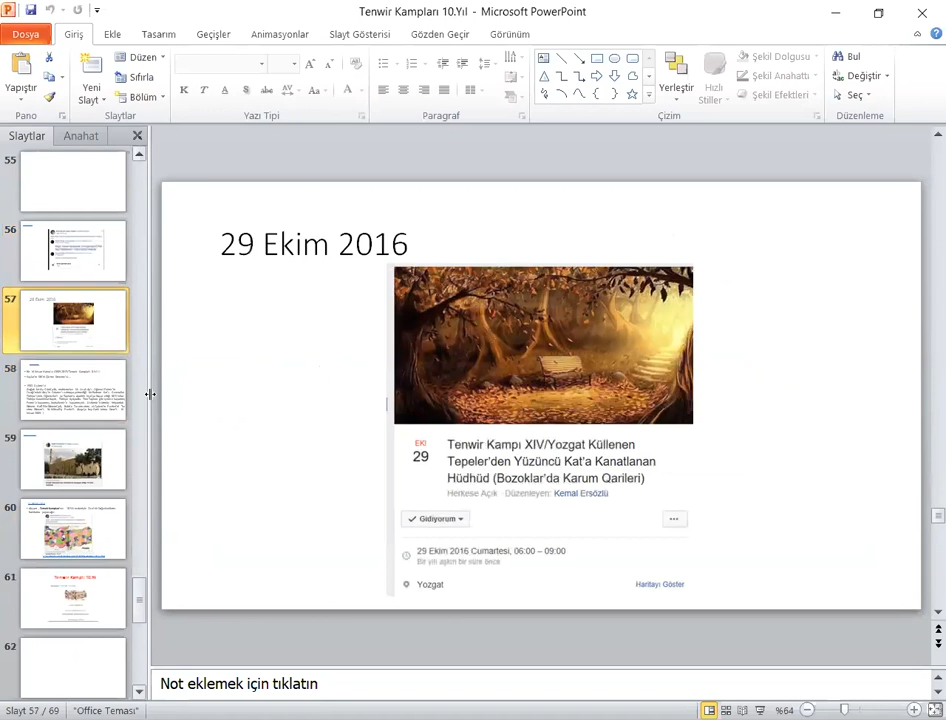 Tenwir Kampları 10.Yıl - Microsoft PowerPoint
Dosya Giriş Ekle Tasarım Geçişler Animasyonlar Slayt Gösterisi Gözden Geçir Görünüm
Yapıştır
Pano
Yeni Slayt
Düzen
Sıfırla
Bölüm
Slaytlar
K T A S abc AV Aa A
Yazı Tipi
Paragraf
Yerleştir
Hızlı Stiller
Şekil Dolgusu
Şekil Anahattı
Şekil Efektleri
Çizim
Bul
Değiştir
Seç
Düzenleme
Slaytlar Anahat
55
56
57
58
59
60
61
62
29 Ekim 2016
EKİ
29
Tenwir Kampı XIV/Yozgat Küllenen
Tepeler'den Yüzüncü Kat'a Kanatlanan
Hüdhüd (Bozoklar'da Karum Qarileri)
Herkese Açık · Düzenleyen: Kemal Ersözlü
Gidiyorum
29 Ekim 2016 Cumartesi, 06:00 – 09:00
Bir yılı aşkın bir süre önce
Yozgat Haritayı Göster
Not eklemek için tıklatın
Slayt 57 / 69 "Office Teması" %64